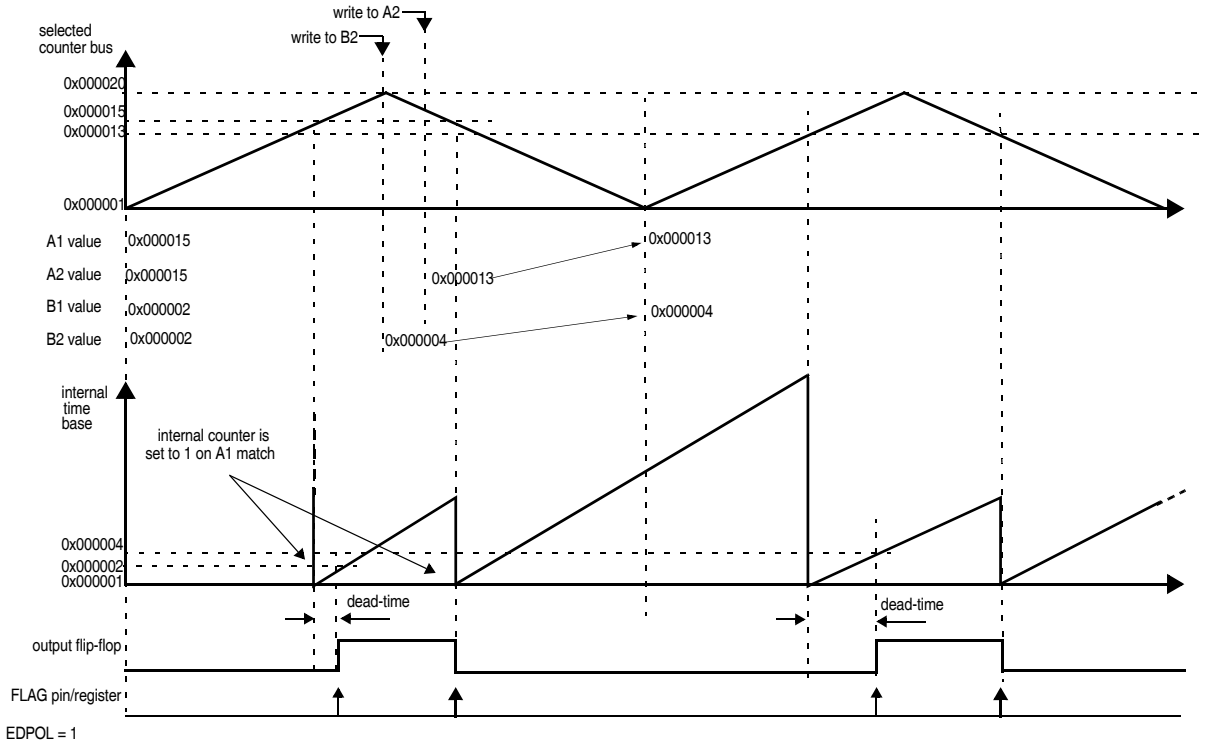 write to A2
write to B2
selected
counter bus
0x000020
0x000015
0x000013
0x000001
A1 value 0x000015 0x000013
A2 value 0x000015 0x000013
B1 value 0x000002 0x000004
B2 value 0x000002 0x000004
internal
time
base
internal counter is
set to 1 on A1 match
0x000004
0x000002
0x000001
dead-time dead-time
output flip-flop
FLAG pin/register
EDPOL = 1